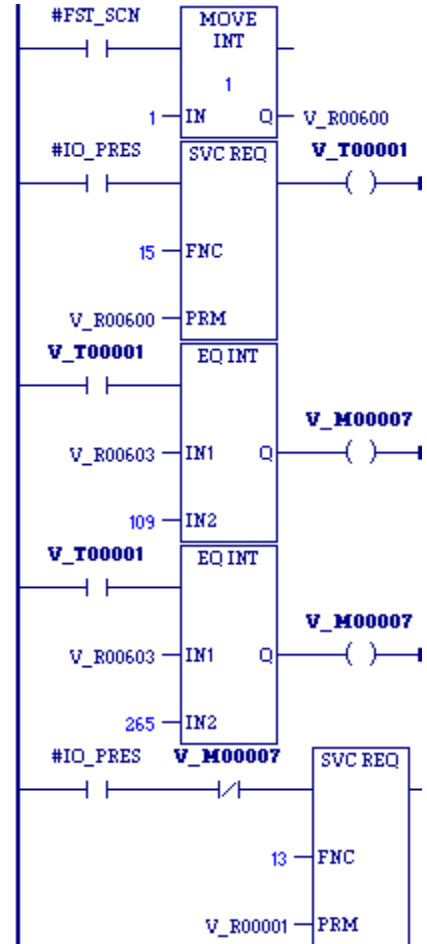 #FST_SCN
MOVE
INT
1
1 IN Q V_R00600
#IO_PRES SVC REQ V_T00001
15 FNC
V_R00600 PRM
V_T00001 EQ INT
V_M00007
V_R00603 IN1 Q
109 IN2
V_T00001 EQ INT
V_M00007
V_R00603 IN1 Q
265 IN2
#IO_PRES V_M00007 SVC REQ
13 FNC
V_R00001 PRM